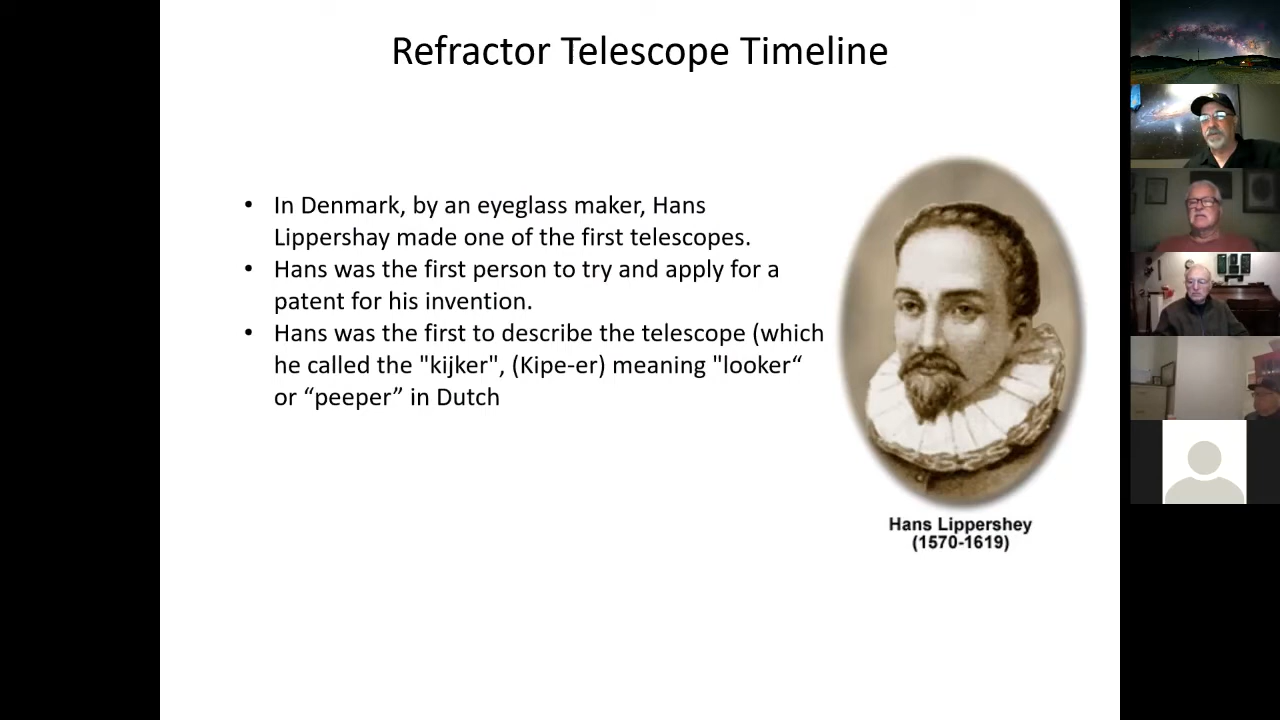 Refractor Telescope Timeline
• In Denmark, by an eyeglass maker, Hans
Lippershay made one of the first telescopes.
• Hans was the first person to try and apply for a
patent for his invention.
• Hans was the first to describe the telescope (which
he called the "kijker", (Kipe-er) meaning "looker“
or “peeper” in Dutch
Hans Lippershey
(1570-1619)